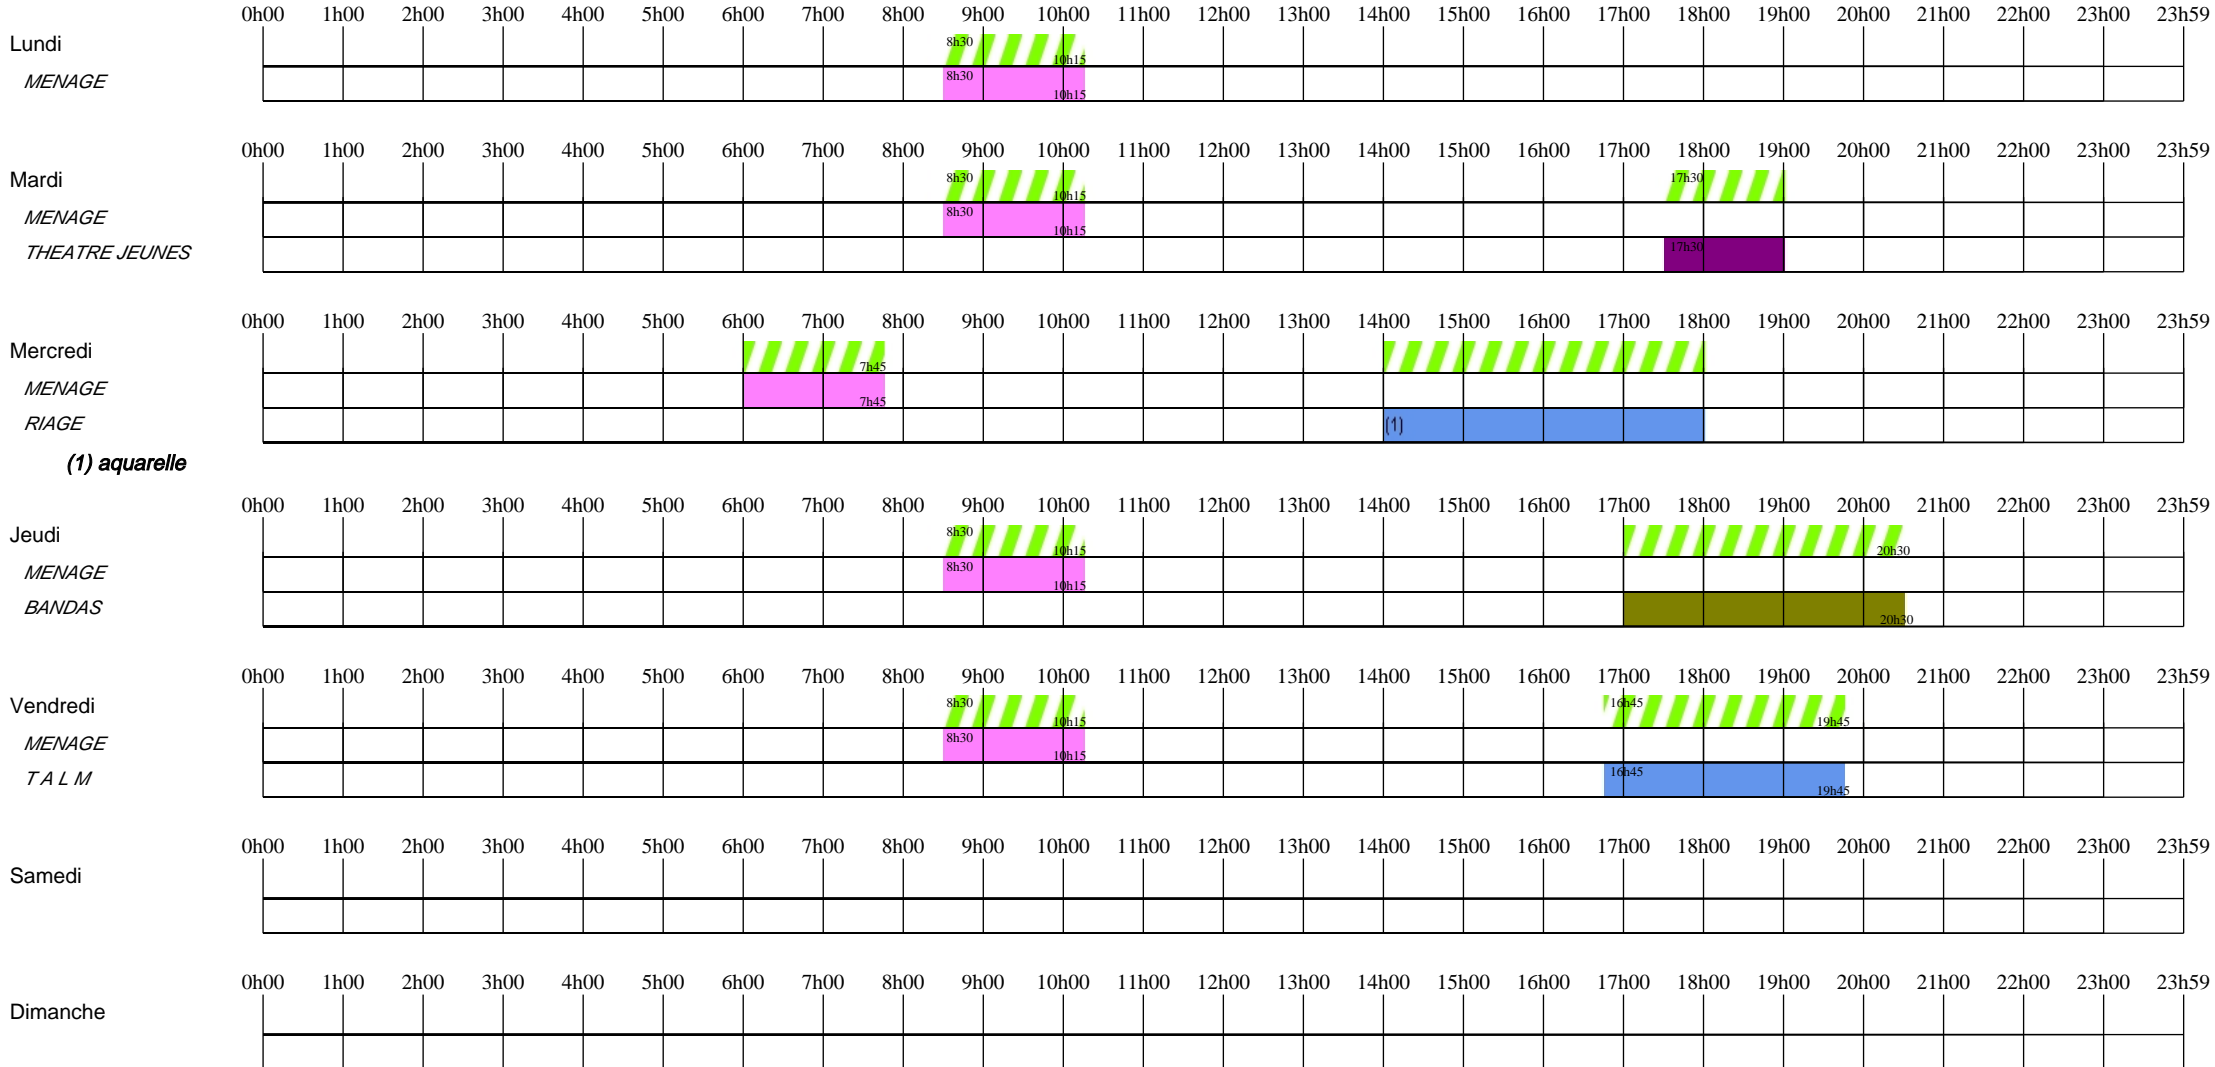 0h00 1h00 2h00 3h00 4h00 5h00 6h00 7h00 8h00 9h00 10h00 11h00 12h00 13h00 14h00 15h00 16h00 17h00 18h00 19h00 20h00 21h00 22h00 23h00 23h59
Lundi 8h30 10h15
MENAGE 8h30 10h15
0h00 1h00 2h00 3h00 4h00 5h00 6h00 7h00 8h00 9h00 10h00 11h00 12h00 13h00 14h00 15h00 16h00 17h00 18h00 19h00 20h00 21h00 22h00 23h00 23h59
Mardi 8h30 10h15 17h30
MENAGE 8h30 10h15
THEATRE JEUNES 17h30
0h00 1h00 2h00 3h00 4h00 5h00 6h00 7h00 8h00 9h00 10h00 11h00 12h00 13h00 14h00 15h00 16h00 17h00 18h00 19h00 20h00 21h00 22h00 23h00 23h59
Mercredi 7h45
MENAGE 7h45
RIAGE (1)
(1) aquarelle
0h00 1h00 2h00 3h00 4h00 5h00 6h00 7h00 8h00 9h00 10h00 11h00 12h00 13h00 14h00 15h00 16h00 17h00 18h00 19h00 20h00 21h00 22h00 23h00 23h59
Jeudi 8h30 10h15 20h30
MENAGE 8h30 10h15
BANDAS 20h30
0h00 1h00 2h00 3h00 4h00 5h00 6h00 7h00 8h00 9h00 10h00 11h00 12h00 13h00 14h00 15h00 16h00 17h00 18h00 19h00 20h00 21h00 22h00 23h00 23h59
Vendredi 8h30 10h15 16h45 19h45
MENAGE 8h30 10h15
T A L M 16h45 19h45
0h00 1h00 2h00 3h00 4h00 5h00 6h00 7h00 8h00 9h00 10h00 11h00 12h00 13h00 14h00 15h00 16h00 17h00 18h00 19h00 20h00 21h00 22h00 23h00 23h59
Samedi
0h00 1h00 2h00 3h00 4h00 5h00 6h00 7h00 8h00 9h00 10h00 11h00 12h00 13h00 14h00 15h00 16h00 17h00 18h00 19h00 20h00 21h00 22h00 23h00 23h59
Dimanche